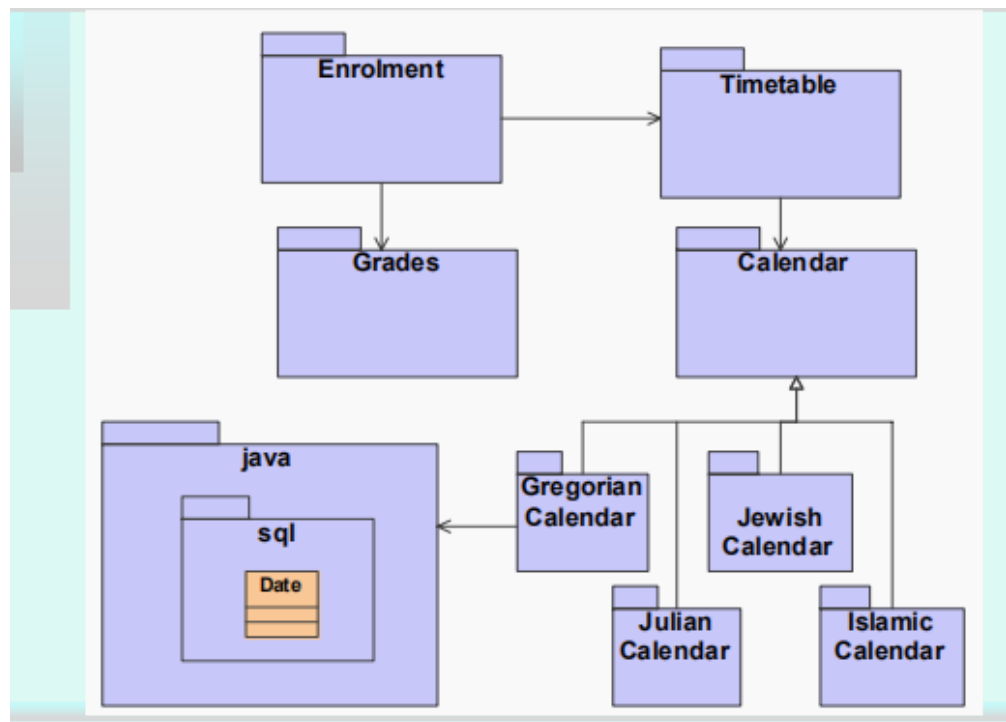 Enrolment
Timetable
Grades
Calendar
java
sql
Date
Gregorian
Calendar
Jewish
Calendar
Julian
Calendar
Islamic
Calendar